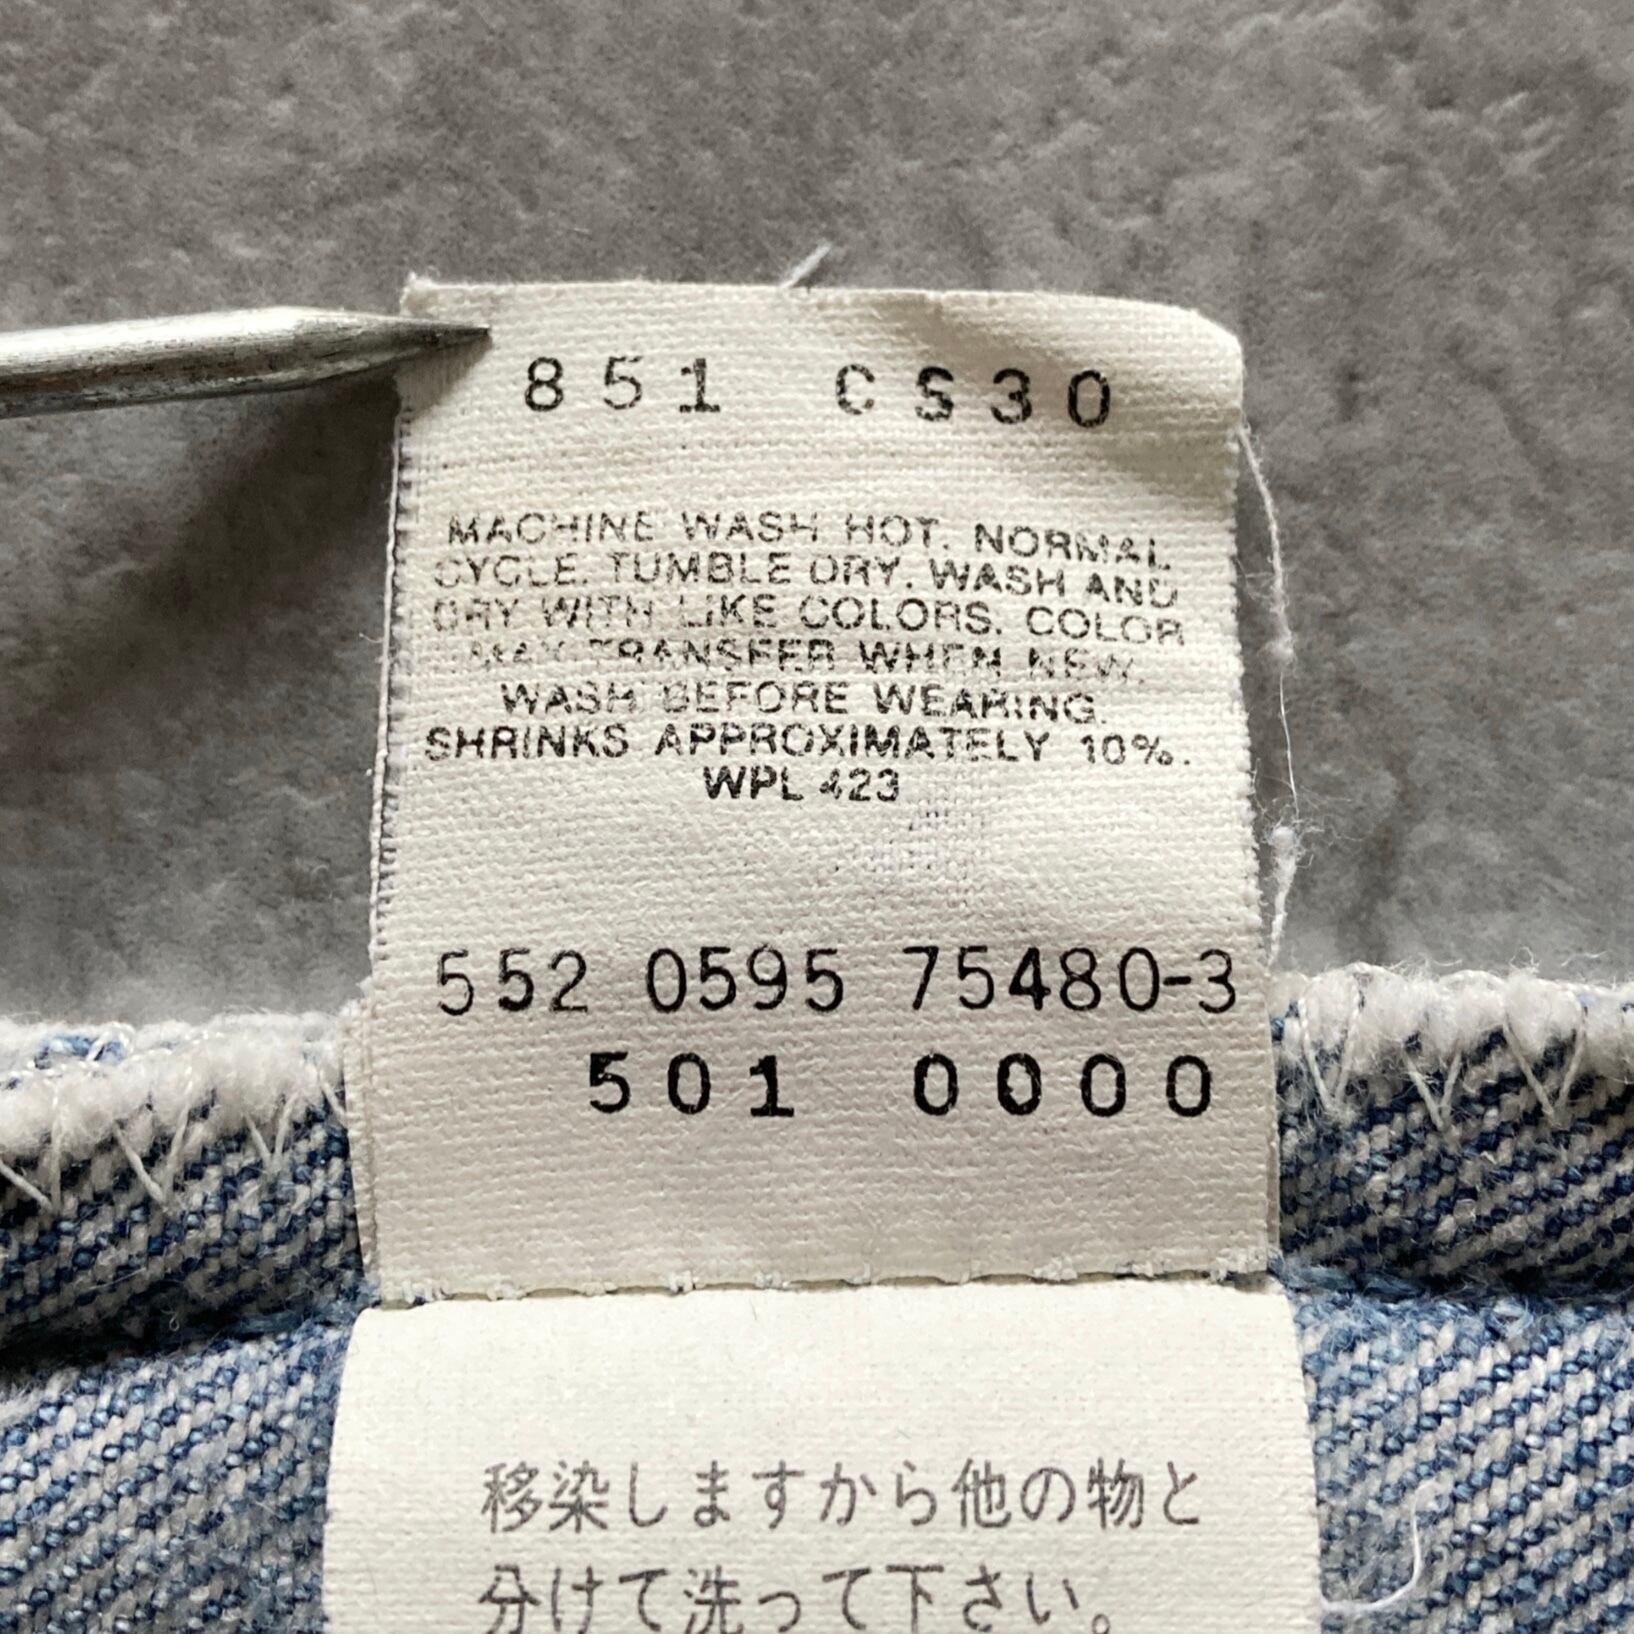 851 CS30
MACHINE WASH HOT. NORMAL
CYCLE. TUMBLE DRY. WASH AND
DRY WITH LIKE COLORS. COLOR
MAY TRANSFER WHEN NEW.
WASH BEFORE WEARING.
SHRINKS APPROXIMATELY 10%.
WPL 423
552 0595 75480-3
501 0000
移染しますから他の物と
分けて洗って下さい。